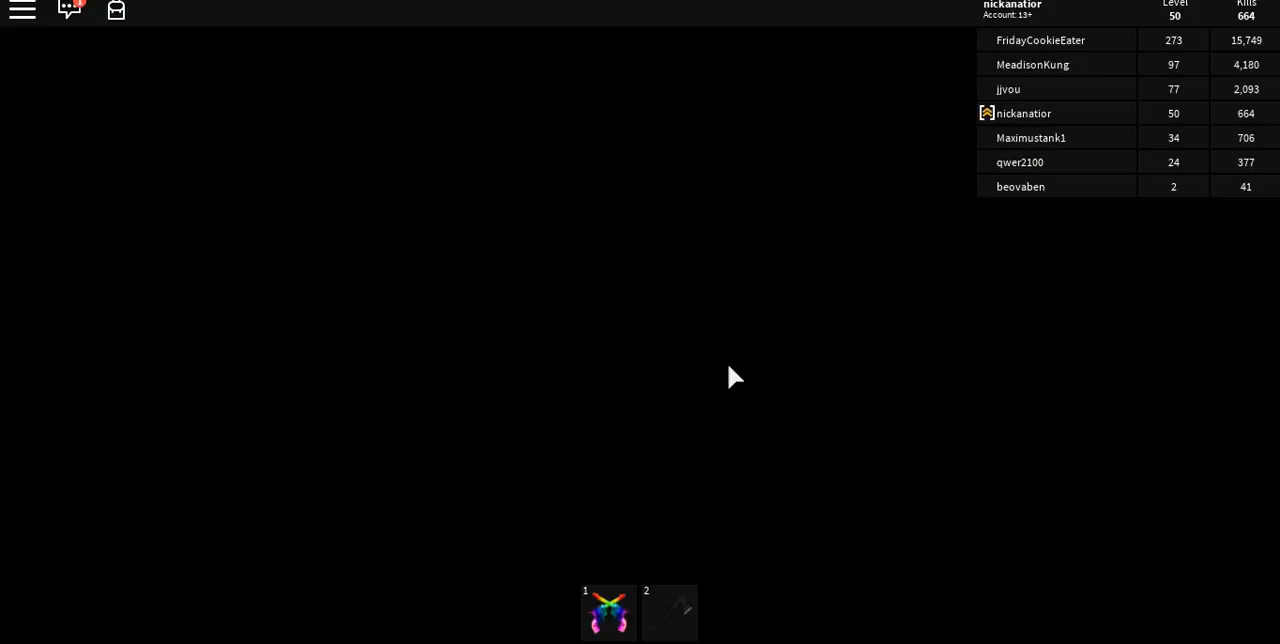 1
nickanatior Level Kills
Account: 13+ 50 664
FridayCookieEater 273 15,749
MeadisonKung 97 4,180
jjvou 77 2,093
nickanatior 50 664
Maximustank1 34 706
qwer2100 24 377
beovaben 2 41
1 2